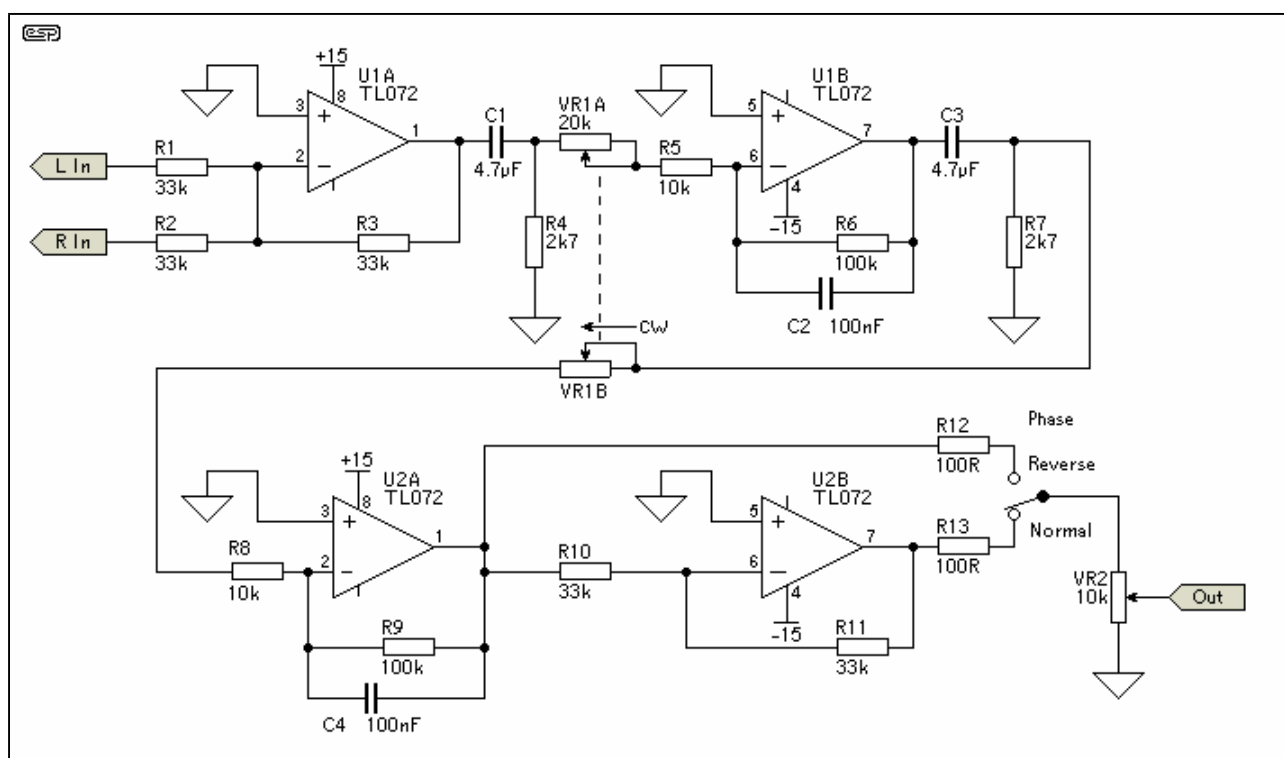 esp
+15
U1A
TL072
8
3
+
2
−
1
L In
R1
33k
R In
R2
33k
R3
33k
C1
4.7µF
VR1A
20k
R4
2k7
R5
10k
U1B
TL072
5
+
6
−
7
4
-15
R6
100k
C2 100nF
C3
4.7µF
R7
2k7
CW
VR1B
+15
U2A
TL072
8
3
+
2
−
1
R8
10k
R9
100k
C4 100nF
R10
33k
U2B
TL072
5
+
6
−
7
4
-15
R11
33k
R12
100R
R13
100R
Phase
Reverse
Normal
VR2
10k
Out